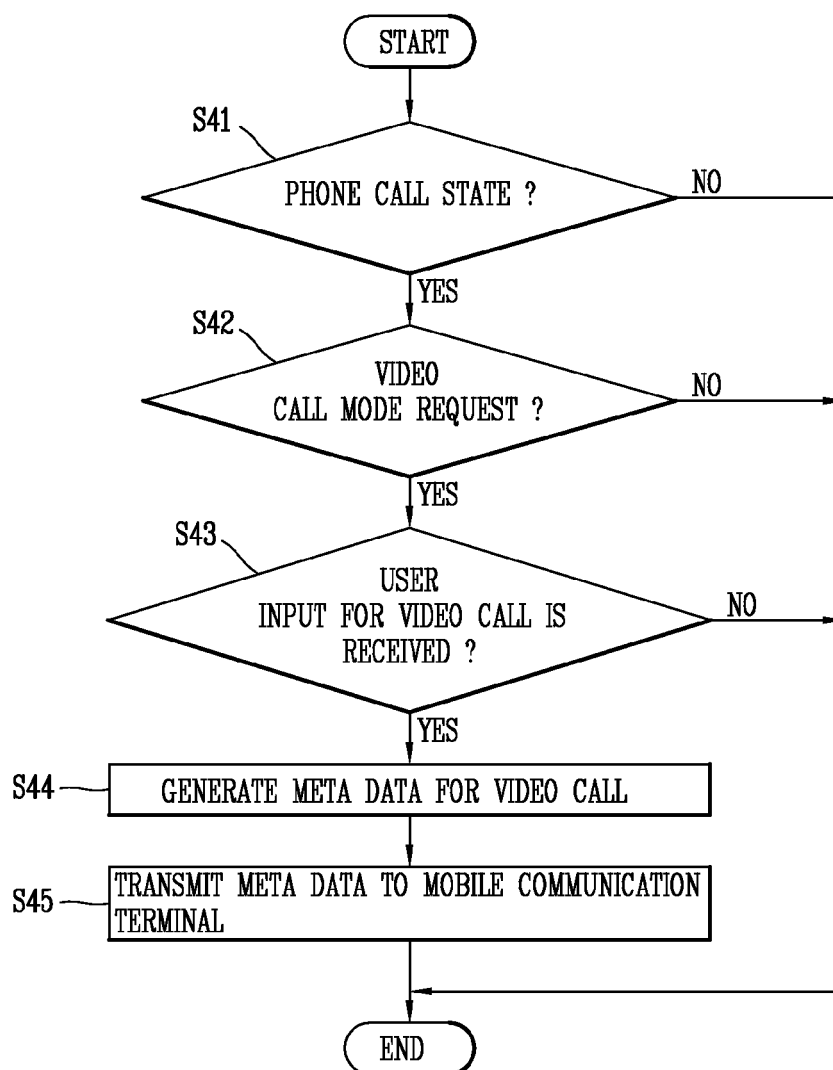 START
S41
PHONE CALL STATE ?
NO
YES
S42
VIDEO
CALL MODE REQUEST ?
NO
YES
S43
USER
INPUT FOR VIDEO CALL IS
RECEIVED ?
NO
YES
S44
GENERATE META DATA FOR VIDEO CALL
S45
TRANSMIT META DATA TO MOBILE COMMUNICATION
TERMINAL
END